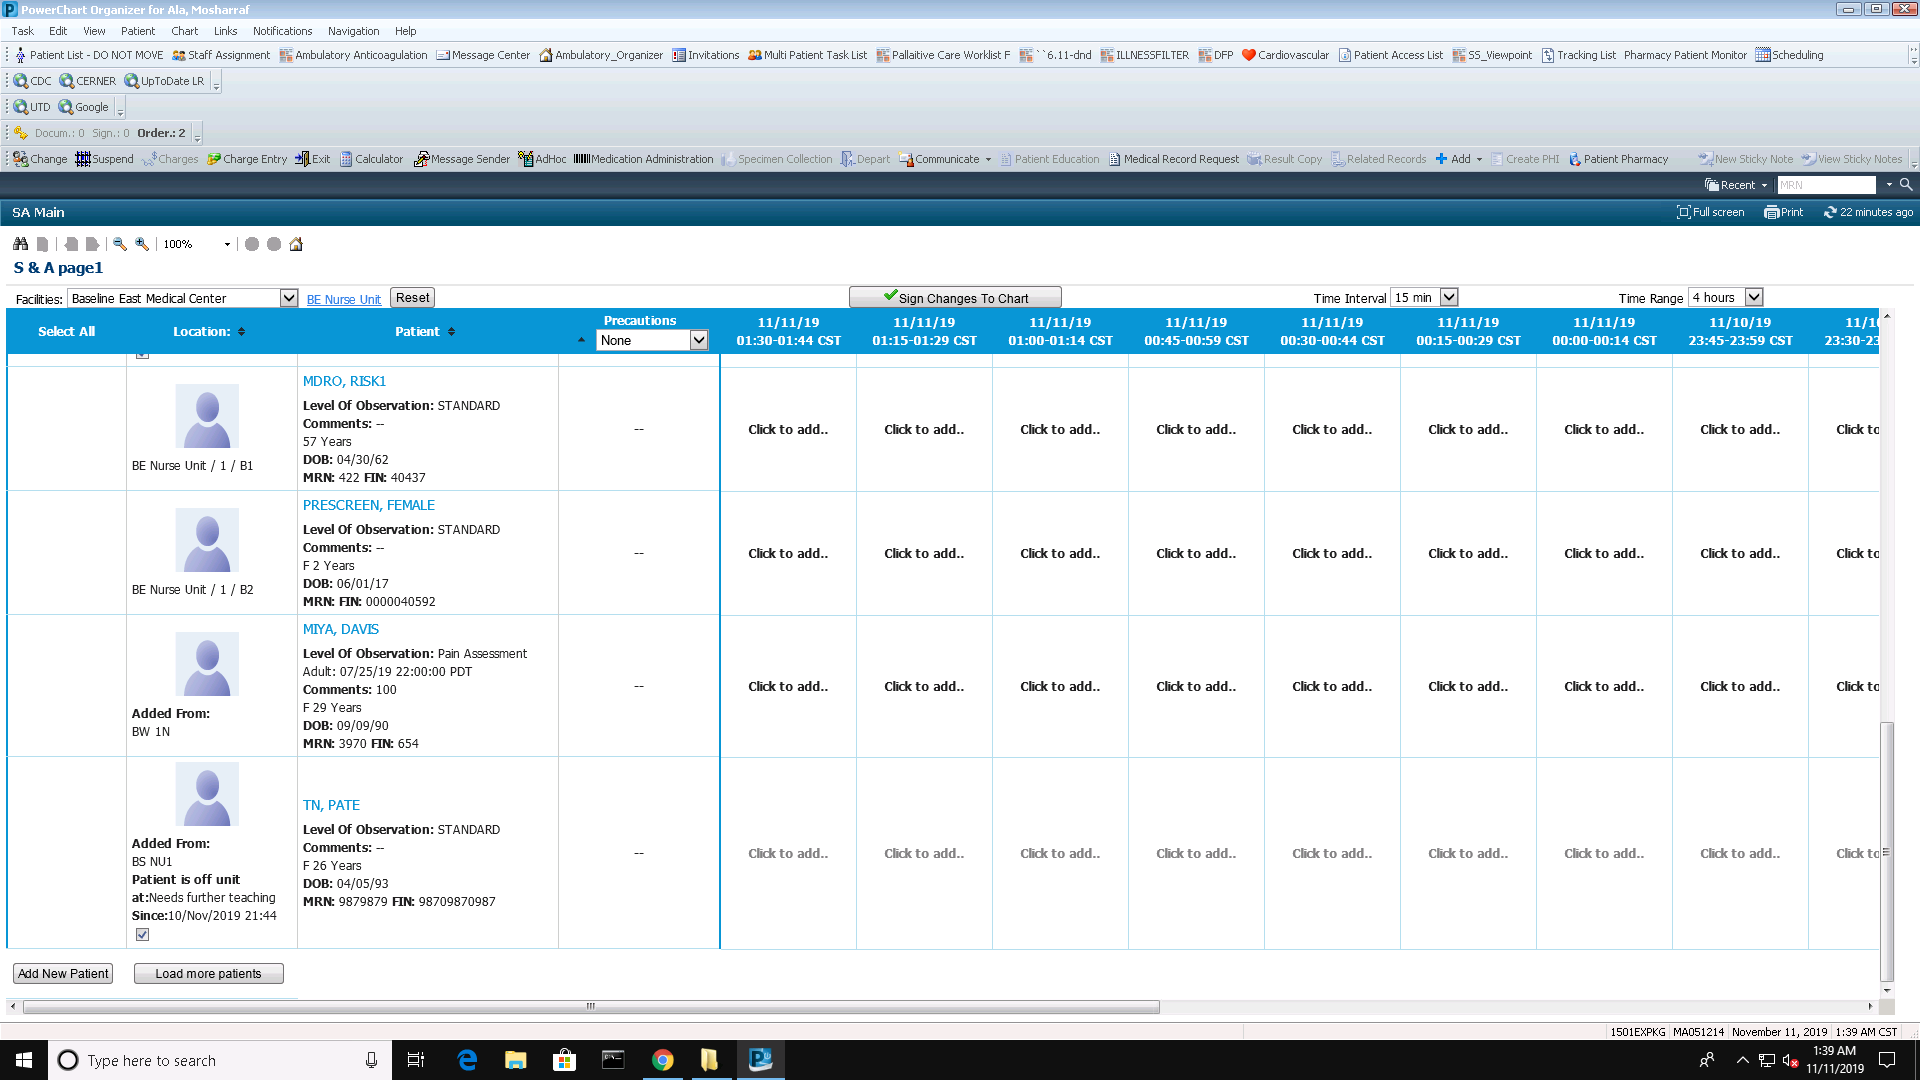 PowerChart Organizer for Ala, Mosharraf
Task Edit View Patient Chart Links Notifications Navigation Help
Patient List - DO NOT MOVE Staff Assignment Ambulatory Anticoagulation Message Center Ambulatory_Organizer Invitations Multi Patient Task List Pallaitive Care Worklist F ``6.11-dnd ILLNESSFILTER DFP Cardiovascular Patient Access List SS_Viewpoint Tracking List Pharmacy Patient Monitor Scheduling
CDC CERNER UpToDate LR
UTD Google
Docum.: 0 Sign.: 0 Order.: 2
Change Suspend Charges Charge Entry Exit Calculator Message Sender AdHoc Medication Administration Specimen Collection Depart Communicate Patient Education Medical Record Request Result Copy Related Records Add Create PHI Patient Pharmacy New Sticky Note View Sticky Notes
Recent MRN
SA Main Full screen Print 22 minutes ago
100%
S & A page1
Facilities: Baseline East Medical Center BE Nurse Unit Reset Sign Changes To Chart Time Interval 15 min Time Range 4 hours
Select All Location: Patient Precautions None
11/11/19 11/11/19 11/11/19 11/11/19 11/11/19 11/11/19 11/11/19 11/10/19 11/10
01:30-01:44 CST 01:15-01:29 CST 01:00-01:14 CST 00:45-00:59 CST 00:30-00:44 CST 00:15-00:29 CST 00:00-00:14 CST 23:45-23:59 CST 23:30-23
BE Nurse Unit / 1 / B1
MDRO, RISK1
Level Of Observation: STANDARD
Comments: --
57 Years
DOB: 04/30/62
MRN: 422 FIN: 40437
-- Click to add.. Click to add.. Click to add.. Click to add.. Click to add.. Click to add.. Click to add.. Click to add.. Click to
BE Nurse Unit / 1 / B2
PRESCREEN, FEMALE
Level Of Observation: STANDARD
Comments: --
F 2 Years
DOB: 06/01/17
MRN: FIN: 0000040592
-- Click to add.. Click to add.. Click to add.. Click to add.. Click to add.. Click to add.. Click to add.. Click to add.. Click to
Added From:
BW 1N
MIYA, DAVIS
Level Of Observation: Pain Assessment
Adult: 07/25/19 22:00:00 PDT
Comments: 100
F 29 Years
DOB: 09/09/90
MRN: 3970 FIN: 654
-- Click to add.. Click to add.. Click to add.. Click to add.. Click to add.. Click to add.. Click to add.. Click to add.. Click to
Added From:
BS NU1
Patient is off unit
at:Needs further teaching
Since:10/Nov/2019 21:44
TN, PATE
Level Of Observation: STANDARD
Comments: --
F 26 Years
DOB: 04/05/93
MRN: 9879879 FIN: 98709870987
-- Click to add.. Click to add.. Click to add.. Click to add.. Click to add.. Click to add.. Click to add.. Click to add.. Click to
Add New Patient Load more patients
1501EXPKG MA051214 November 11, 2019 1:39 AM CST
Type here to search
1:39 AM
11/11/2019